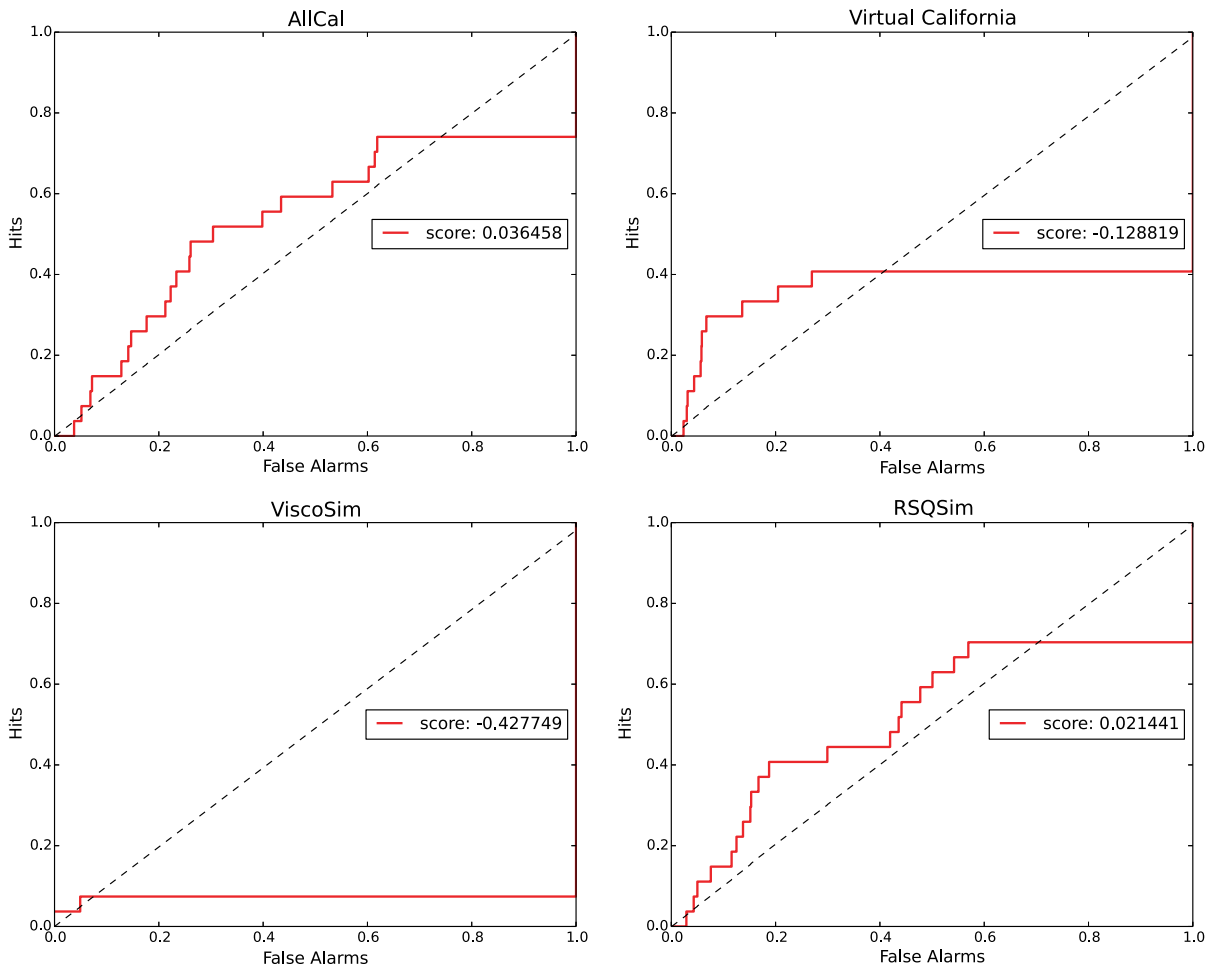 AllCal
1.0
0.8
0.6
0.4
0.2
0.0
Hits
score: 0.036458
0.0 0.2 0.4 0.6 0.8 1.0
False Alarms
Virtual California
1.0
0.8
0.6
0.4
0.2
0.0
Hits
score: -0.128819
0.0 0.2 0.4 0.6 0.8 1.0
False Alarms
ViscoSim
1.0
0.8
0.6
0.4
0.2
0.0
Hits
score: -0.427749
0.0 0.2 0.4 0.6 0.8 1.0
False Alarms
RSQSim
1.0
0.8
0.6
0.4
0.2
0.0
Hits
score: 0.021441
0.0 0.2 0.4 0.6 0.8 1.0
False Alarms